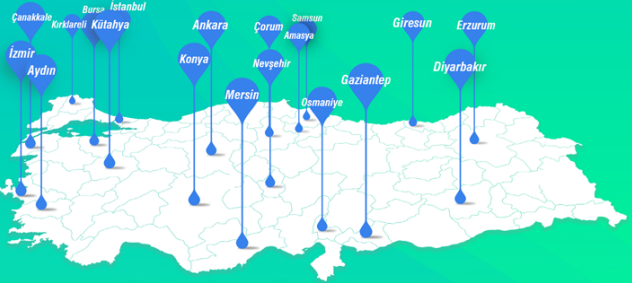 Çanakkale
Kırklareli
Bursa
İstanbul
Kütahya
İzmir
Aydın
Ankara
Konya
Mersin
Çorum
Nevşehir
Samsun
Amasya
Osmaniye
Gaziantep
Giresun
Erzurum
Diyarbakır